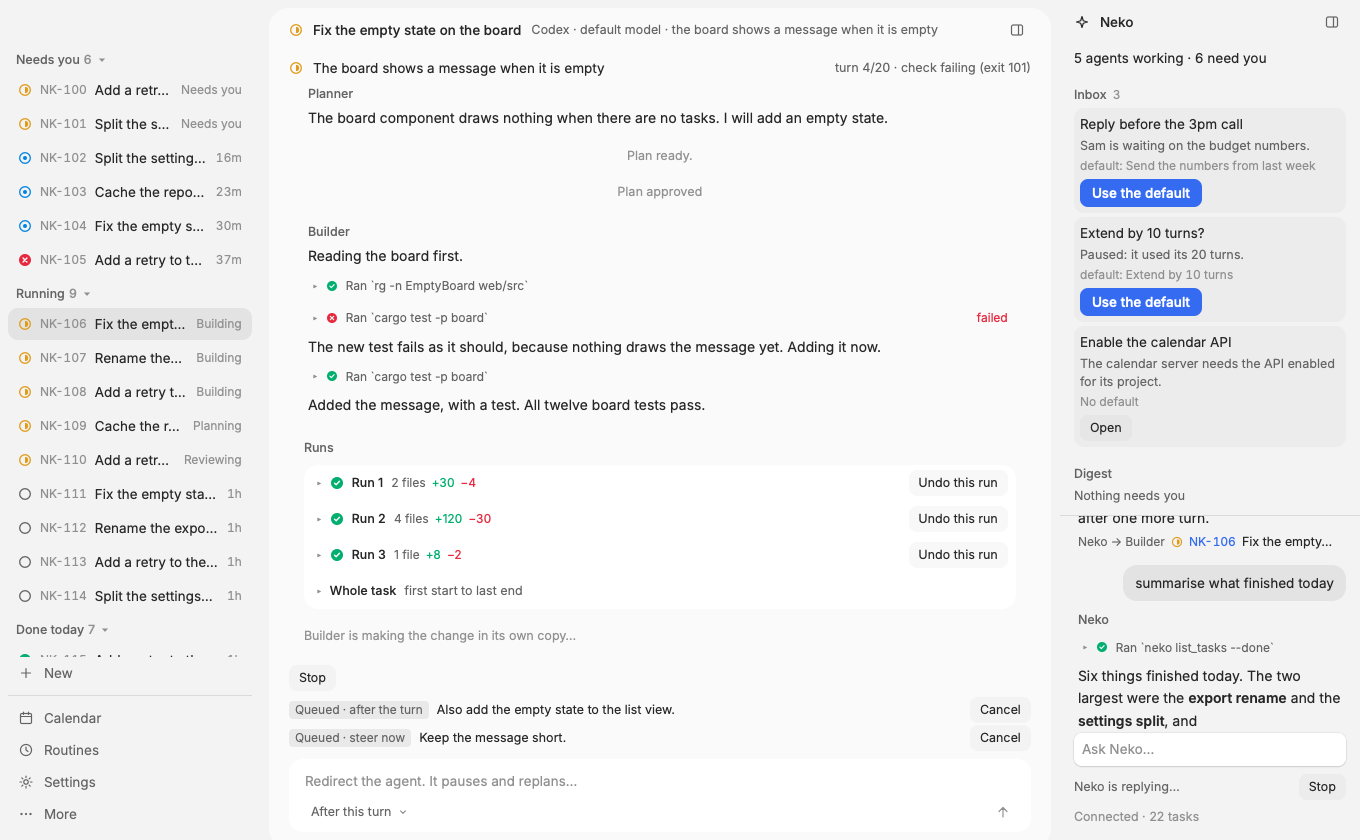 Needs you 6
NK-100 Add a retr... Needs you
NK-101 Split the s... Needs you
NK-102 Split the setting... 16m
NK-103 Cache the repo... 23m
NK-104 Fix the empty s... 30m
NK-105 Add a retry to t... 37m
Running 9
NK-106 Fix the empt... Building
NK-107 Rename the... Building
NK-108 Add a retry t... Building
NK-109 Cache the r... Planning
NK-110 Add a retr... Reviewing
NK-111 Fix the empty sta... 1h
NK-112 Rename the expo... 1h
NK-113 Add a retry to the... 1h
NK-114 Split the settings... 1h
Done today 7
New
Calendar
Routines
Settings
More
Fix the empty state on the board Codex · default model · the board shows a message when it is empty
The board shows a message when it is empty turn 4/20 · check failing (exit 101)
Planner
The board component draws nothing when there are no tasks. I will add an empty state.
Plan ready.
Plan approved
Builder
Reading the board first.
Ran `rg -n EmptyBoard web/src`
Ran `cargo test -p board` failed
The new test fails as it should, because nothing draws the message yet. Adding it now.
Ran `cargo test -p board`
Added the message, with a test. All twelve board tests pass.
Runs
Run 1 2 files +30 −4 Undo this run
Run 2 4 files +120 −30 Undo this run
Run 3 1 file +8 −2 Undo this run
Whole task first start to last end
Builder is making the change in its own copy...
Stop
Queued · after the turn Also add the empty state to the list view. Cancel
Queued · steer now Keep the message short. Cancel
Redirect the agent. It pauses and replans...
After this turn
Neko
5 agents working · 6 need you
Inbox 3
Reply before the 3pm call
Sam is waiting on the budget numbers.
default: Send the numbers from last week
Use the default
Extend by 10 turns?
Paused: it used its 20 turns.
default: Extend by 10 turns
Use the default
Enable the calendar API
The calendar server needs the API enabled
for its project.
No default
Open
Digest
Nothing needs you
after one more turn.
Neko → Builder NK-106 Fix the empty...
summarise what finished today
Neko
Ran `neko list_tasks --done`
Six things finished today. The two
largest were the export rename and the
settings split, and
Ask Neko...
Neko is replying... Stop
Connected · 22 tasks